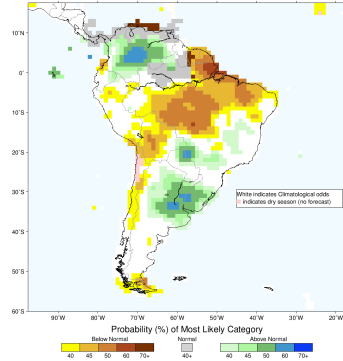 10°N
0°
10°S
20°S
30°S
40°S
50°S
60°S
White indicates Climatological odds
indicates dry season (no forecast)
90°W 80°W 70°W 60°W 50°W 40°W 30°W 20°W
Probability (%) of Most Likely Category
Below Normal Normal Above Normal
40 45 50 60 70+ 40 40 45 50 60 70+